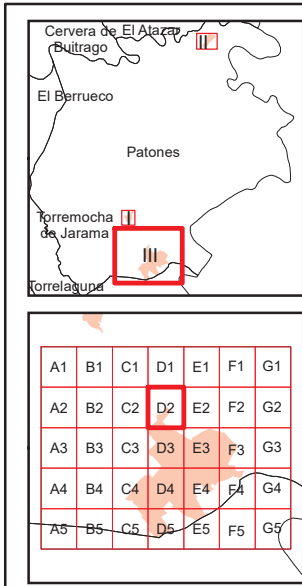 Cervera de El Atazar
Buitrago
II
El Berrueco
Patones
Torremocha
de Jarama
I
III
Torrelaguna
A1 B1 C1 D1 E1 F1 G1
A2 B2 C2 D2 E2 F2 G2
A3 B3 C3 D3 E3 F3 G3
A4 B4 C4 D4 E4 F4 G4
A5 B5 C5 D5 E5 F5 G5